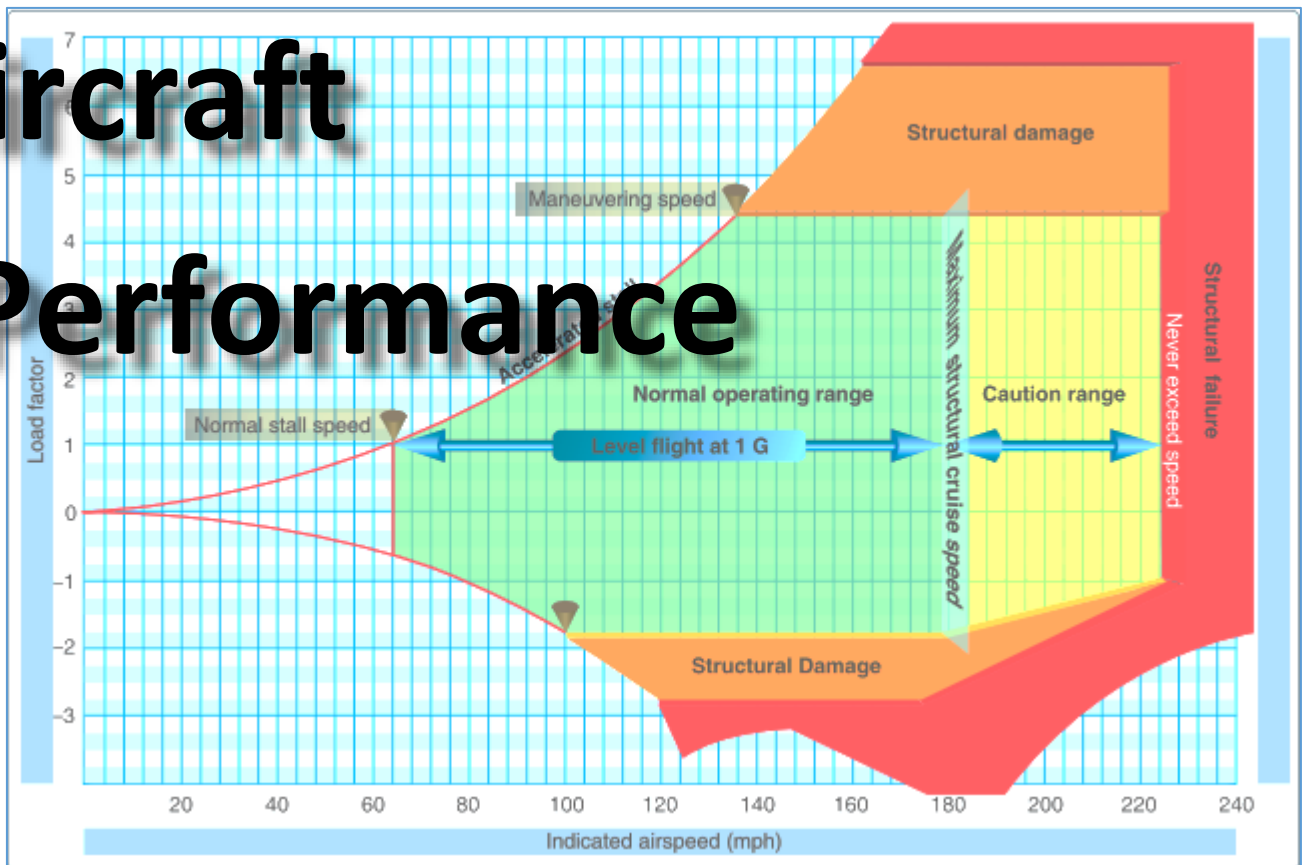 ircraft
Performance
7
5
4
2
1
0
–1
–2
–3
Load factor
Structural damage
Maneuvering speed
Normal stall speed
Normal operating range
Level flight at 1 G
Maximum structural cruise speed
Caution range
Never exceed speed
Structural failure
Structural Damage
20 40 60 80 100 120 140 160 180 200 220 240
Indicated airspeed (mph)